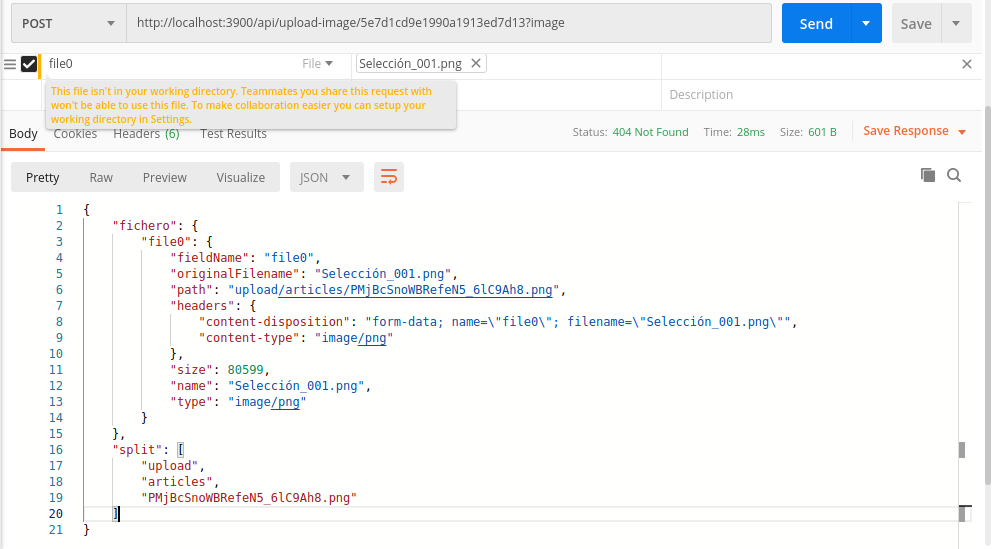 POST http://localhost:3900/api/upload-image/5e7d1cd9e1990a1913ed7d13?image Send Save
file0 File Selección_001.png
This file isn't in your working directory. Teammates you share this request with
won't be able to use this file. To make collaboration easier you can setup your
working directory in Settings.
Description
Body Cookies Headers (6) Test Results Status: 404 Not Found Time: 28ms Size: 601 B Save Response
Pretty Raw Preview Visualize JSON
1 {
2 "fichero": {
3 "file0": {
4 "fieldName": "file0",
5 "originalFilename": "Selección_001.png",
6 "path": "upload/articles/PMjBcSnoWBRefeN5_6lC9Ah8.png",
7 "headers": {
8 "content-disposition": "form-data; name=\"file0\"; filename=\"Selección_001.png\"",
9 "content-type": "image/png"
10 },
11 "size": 80599,
12 "name": "Selección_001.png",
13 "type": "image/png"
14 }
15 },
16 "split": [
17 "upload",
18 "articles",
19 "PMjBcSnoWBRefeN5_6lC9Ah8.png"
20 ]
21 }